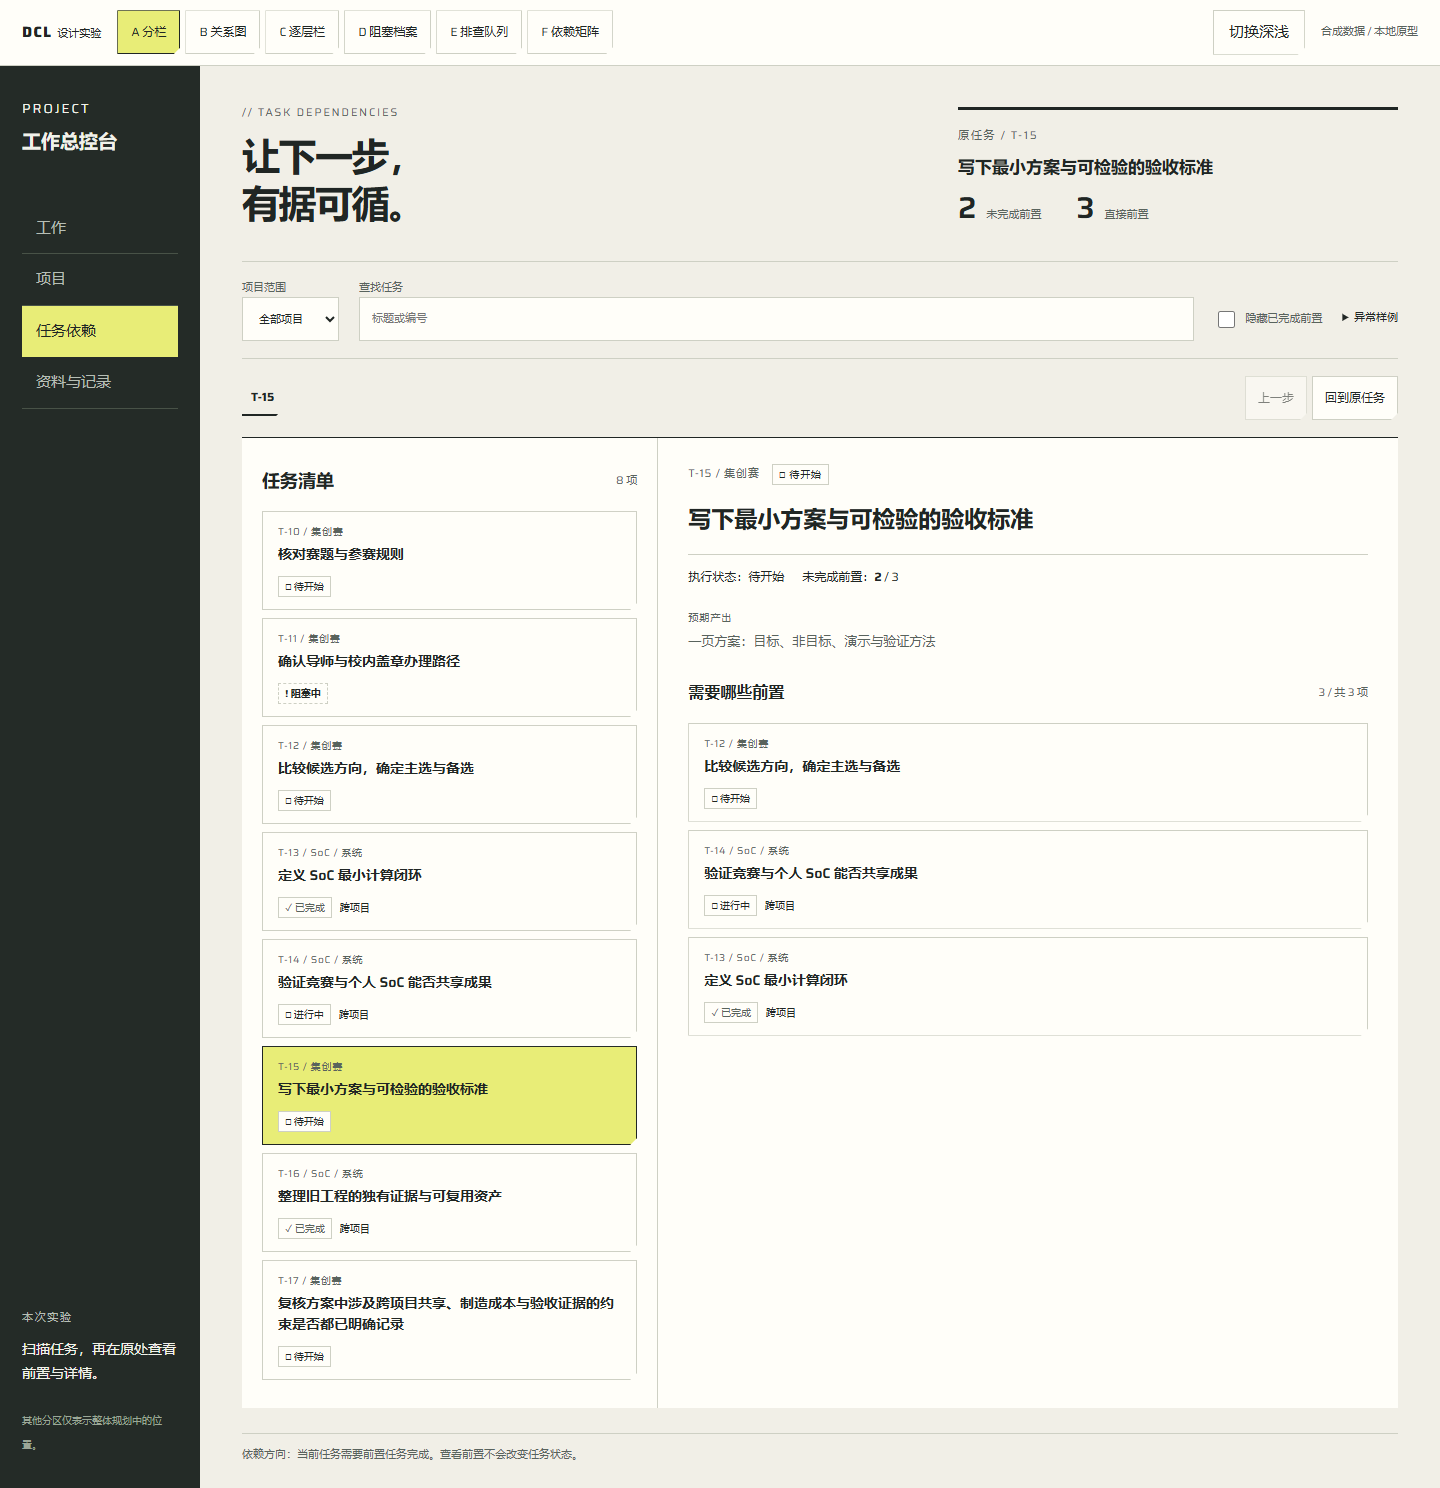 DCL 设计实验
A 分栏
B 关系图
C 逐层栏
D 阻塞档案
E 排查队列
F 依赖矩阵
切换深浅
合成数据 / 本地原型
PROJECT
工作总控台
工作
项目
任务依赖
资料与记录
本次实验
扫描任务，再在原处查看
前置与详情。
其他分区仅表示整体规划中的位
置。
// TASK DEPENDENCIES
让下一步，
有据可循。
原任务 / T-15
写下最小方案与可检验的验收标准
2 未完成前置 3 直接前置
项目范围
全部项目
查找任务
标题或编号
隐藏已完成前置
▶ 异常样例
T-15
上一步
回到原任务
任务清单
8 项
T-10 / 集创赛
核对赛题与参赛规则
□ 待开始
T-11 / 集创赛
确认导师与校内盖章办理路径
! 阻塞中
T-12 / 集创赛
比较候选方向，确定主选与备选
□ 待开始
T-13 / SoC / 系统
定义 SoC 最小计算闭环
✓ 已完成 跨项目
T-14 / SoC / 系统
验证竞赛与个人 SoC 能否共享成果
□ 进行中 跨项目
T-15 / 集创赛
写下最小方案与可检验的验收标准
□ 待开始
T-16 / SoC / 系统
整理旧工程的独有证据与可复用资产
✓ 已完成 跨项目
T-17 / 集创赛
复核方案中涉及跨项目共享、制造成本与验收证据的约
束是否都已明确记录
□ 待开始
T-15 / 集创赛 □ 待开始
写下最小方案与可检验的验收标准
执行状态：待开始 未完成前置：2 / 3
预期产出
一页方案：目标、非目标、演示与验证方法
需要哪些前置
3 / 共 3 项
T-12 / 集创赛
比较候选方向，确定主选与备选
□ 待开始
T-14 / SoC / 系统
验证竞赛与个人 SoC 能否共享成果
□ 进行中 跨项目
T-13 / SoC / 系统
定义 SoC 最小计算闭环
✓ 已完成 跨项目
依赖方向：当前任务需要前置任务完成。查看前置不会改变任务状态。